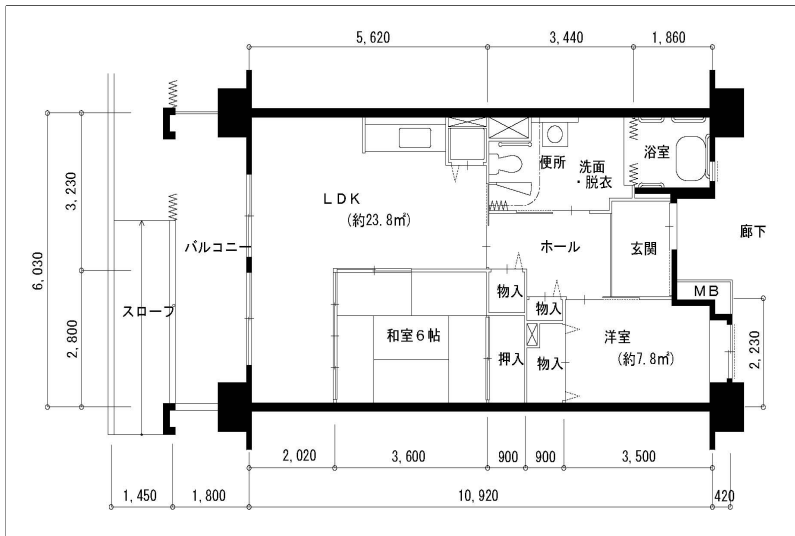 5,620
3,440
1,860
3,230
6,030
2,800
浴室
便所
洗面
・脱衣
LDK
(約23.8㎡)
バルコニー
ホール
玄関
廊下
スロープ
物入
MB
物入
和室6帖
押入
物入
洋室
(約7.8㎡)
2,230
2,020
3,600
900
900
3,500
1,450
1,800
10,920
420